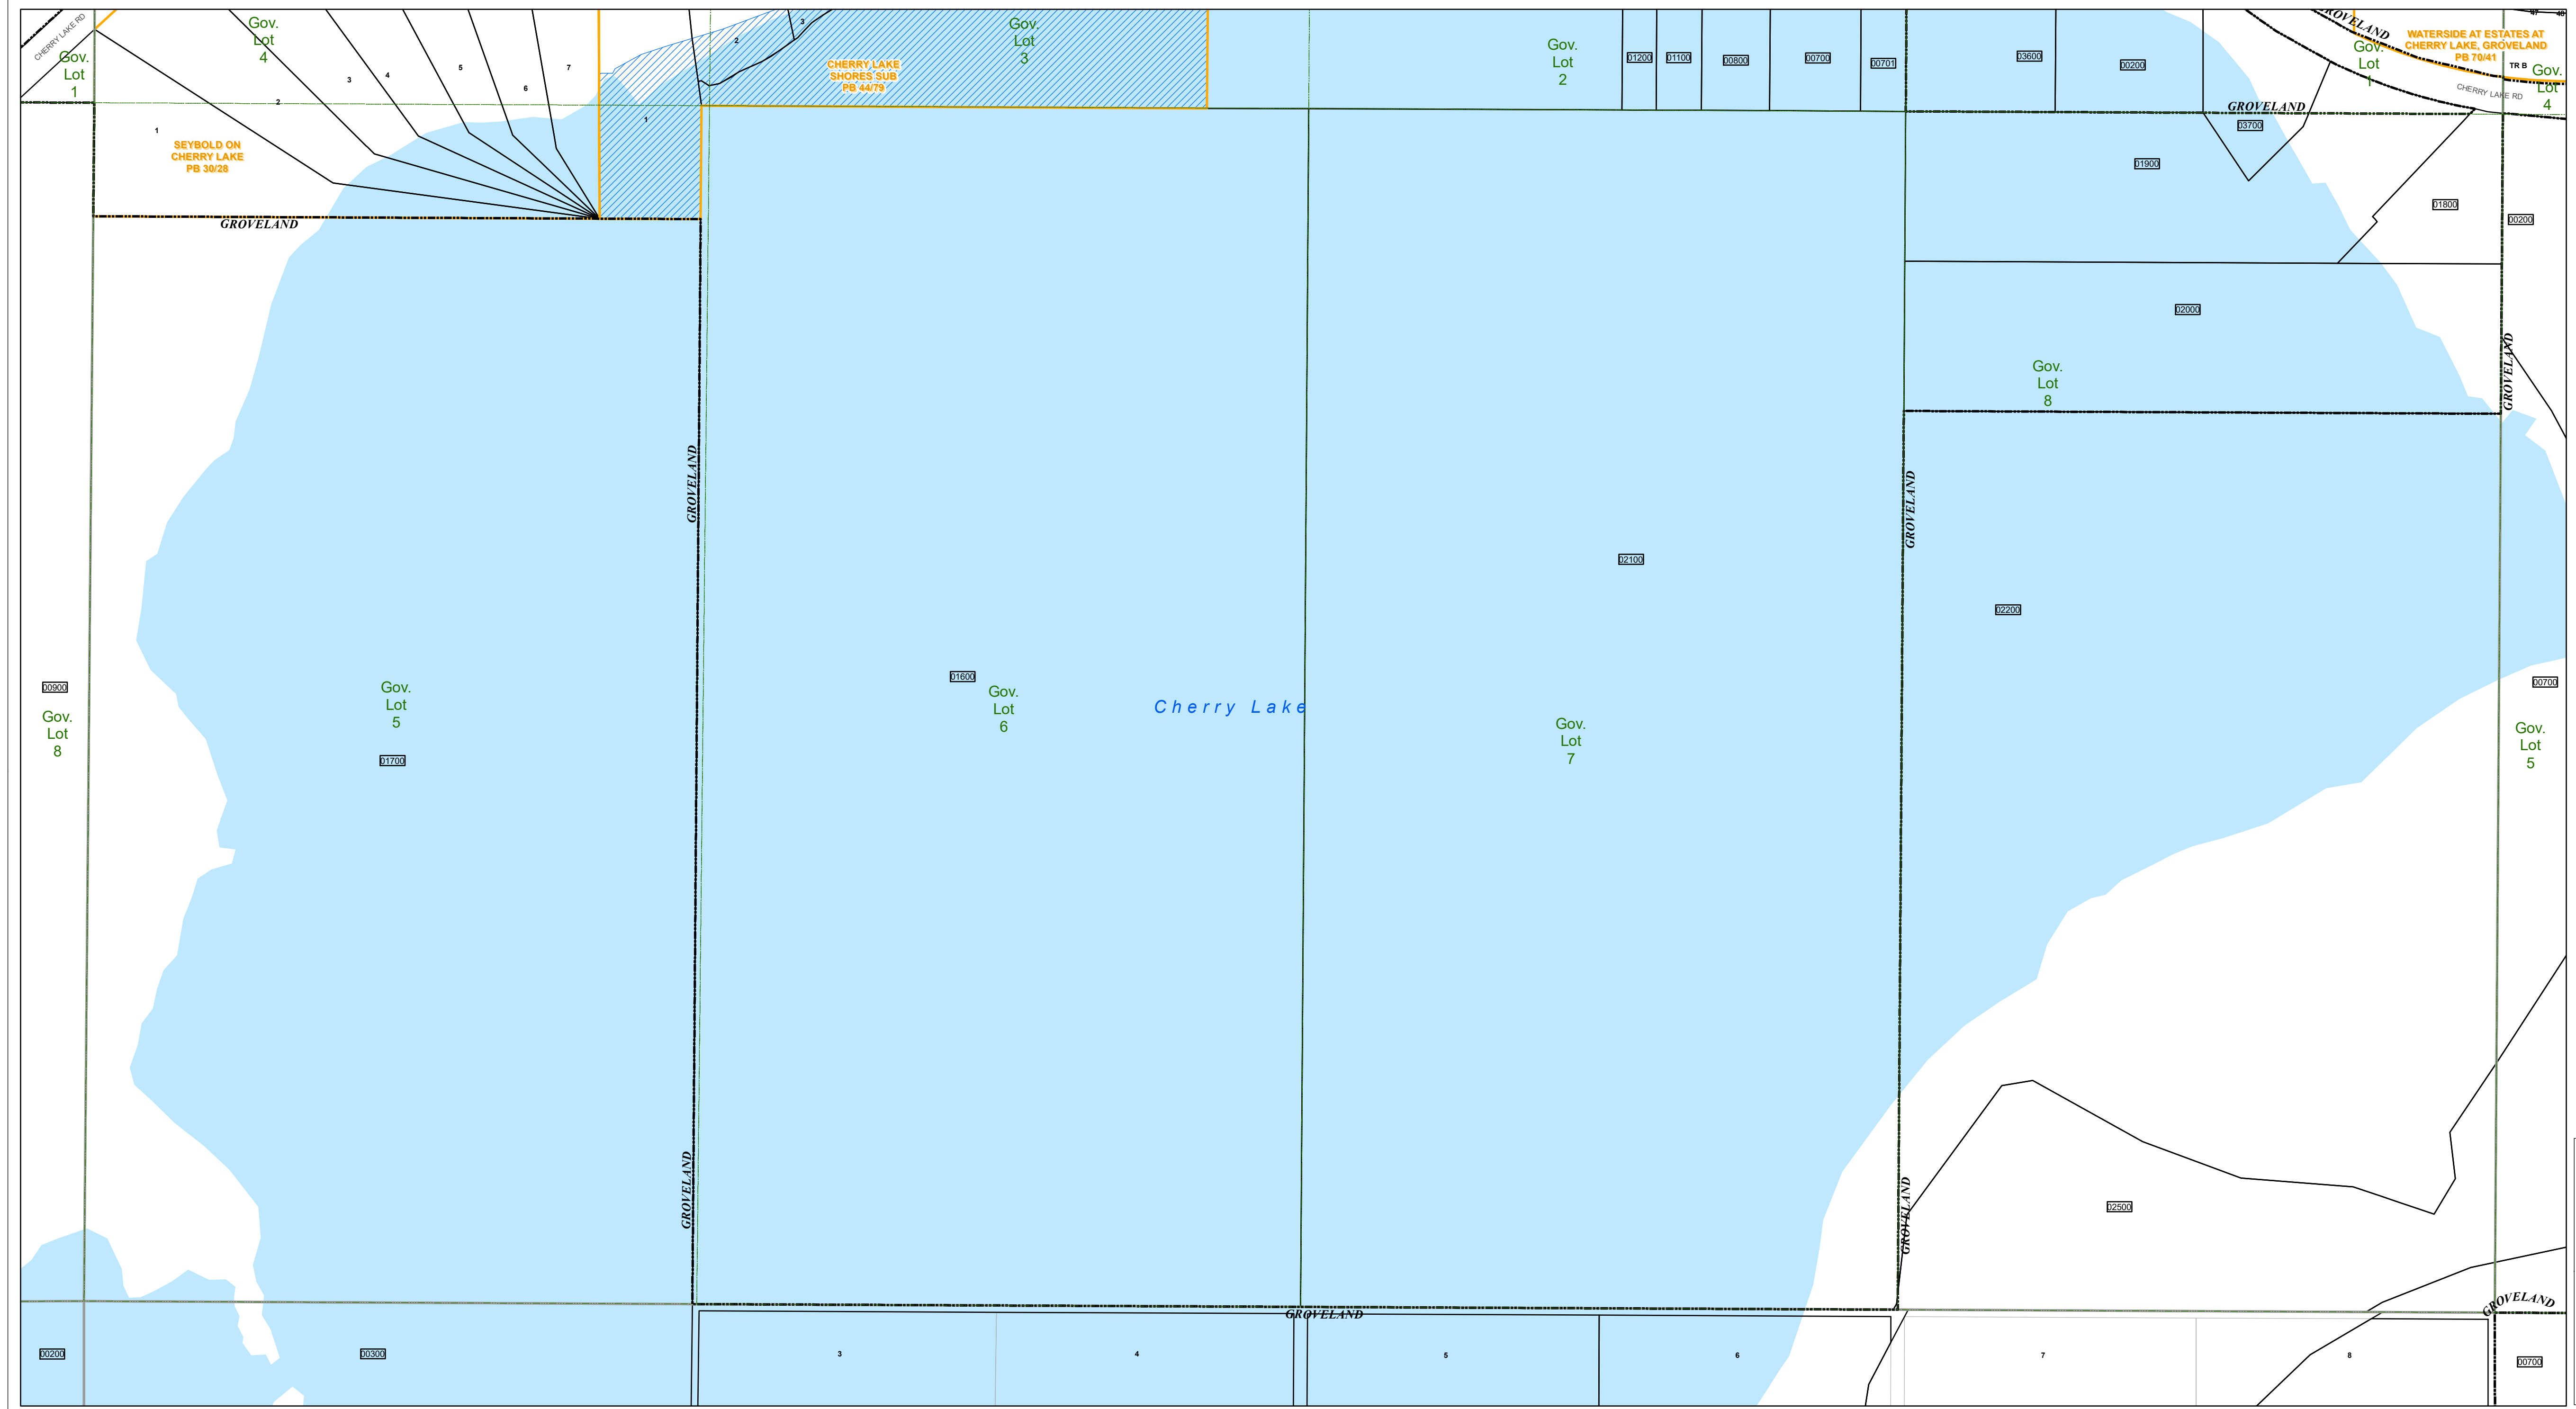 CHERRY LAKE RD
Gov.
Lot
1
Gov.
Lot
4
1
2
3
4
5
6
7
SEYBOLD ON
CHERRY LAKE
PB 30/28
GROVELAND
1
2
3
CHERRY LAKE
SHORES SUB
PB 44/79
Gov.
Lot
3
Gov.
Lot
2
01200
01100
00800
00700
00701
03600
00200
GROVELAND
Gov.
Lot
1
WATERSIDE AT ESTATES AT
CHERRY LAKE, GROVELAND
PB 70/41
47
48
TR B
CHERRY LAKE RD
Gov.
Lot
4
GROVELAND
03700
01900
01800
00200
02000
GROVELAND
Gov.
Lot
8
GROVELAND
GROVELAND
02100
02200
00900
Gov.
Lot
8
Gov.
Lot
5
01700
01600
Gov.
Lot
6
Cherry Lake
Gov.
Lot
7
00700
Gov.
Lot
5
GROVELAND
GROVELAND
02500
GROVELAND
GROVELAND
00200
00300
3
4
5
6
7
8
00700